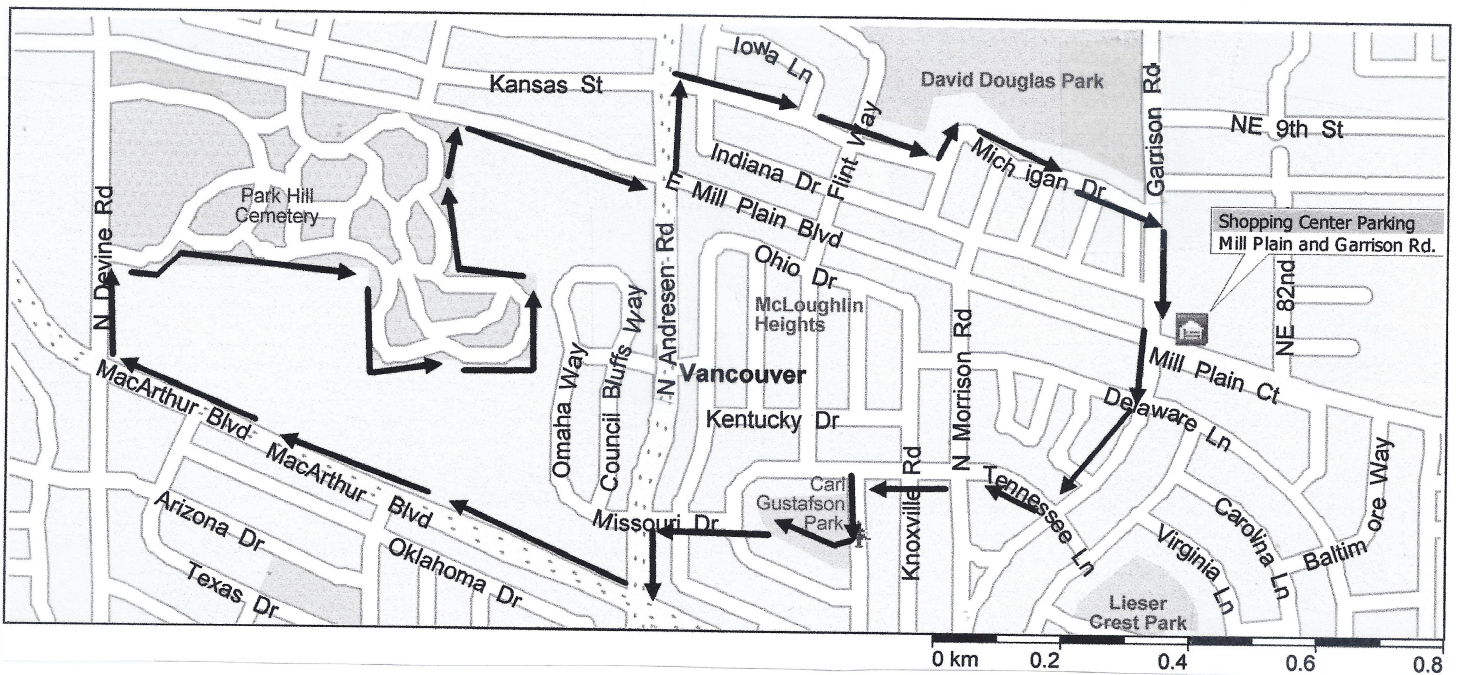 Iowa Ln
Kansas St
David Douglas Park
Garrison Rd
NE 9th St
Flint Way
Indiana Dr
Mich igan Dr
Park Hill
Cemetery
N Devine Rd
E Mill Plain Blvd
Shopping Center Parking
Mill Plain and Garrison Rd.
N Andresen Rd
Ohio Dr
McLoughlin
Heights
NE 82nd
N Morrison Rd
Omaha Way
Council Bluffs Way
Vancouver
Mill Plain Ct
MacArthur Blvd
Kentucky Dr
Delaware Ln
MacArthur Blvd
Knoxville Rd
Tennessee Ln
Carl
Gustafson
Park
Baltim ore Way
Missouri Dr
Carolina Ln
Virginia Ln
Arizona Dr
Oklahoma Dr
Texas Dr
Lieser
Crest Park
0 km 0.2 0.4 0.6 0.8